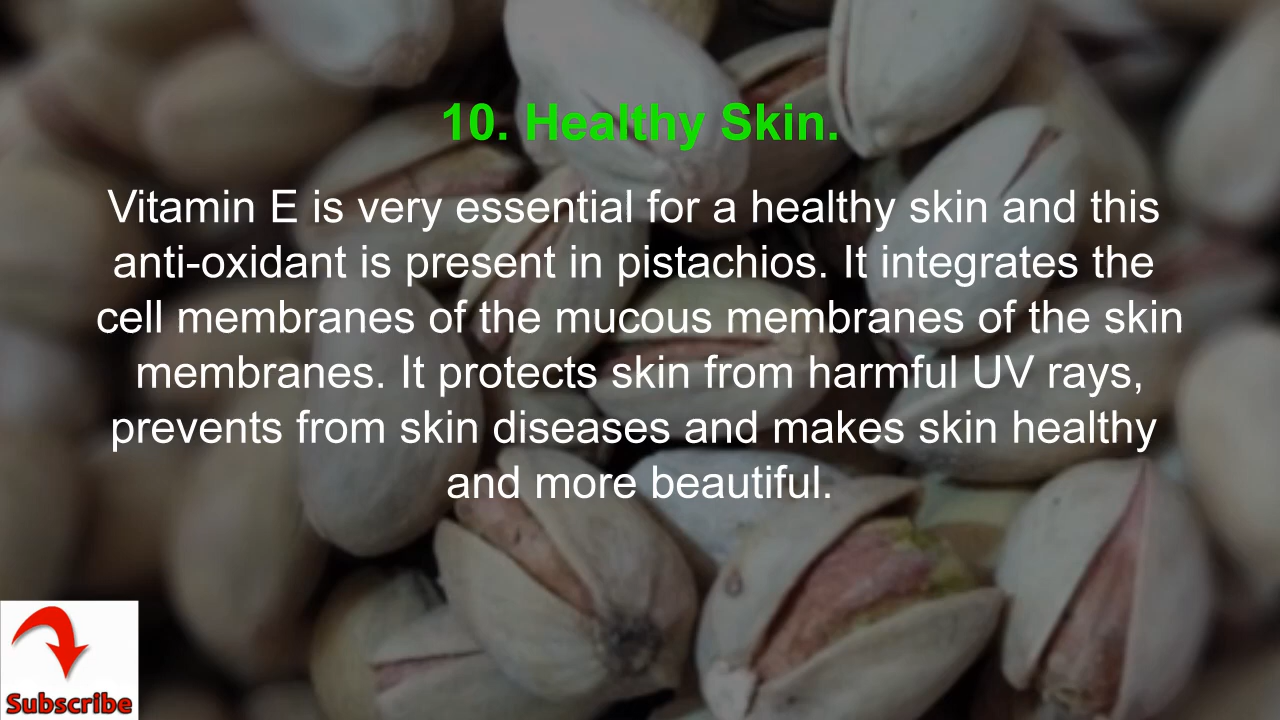 10. Healthy Skin.
Vitamin E is very essential for a healthy skin and this
anti-oxidant is present in pistachios. It integrates the
cell membranes of the mucous membranes of the skin
membranes. It protects skin from harmful UV rays,
prevents from skin diseases and makes skin healthy
and more beautiful.
Subscribe